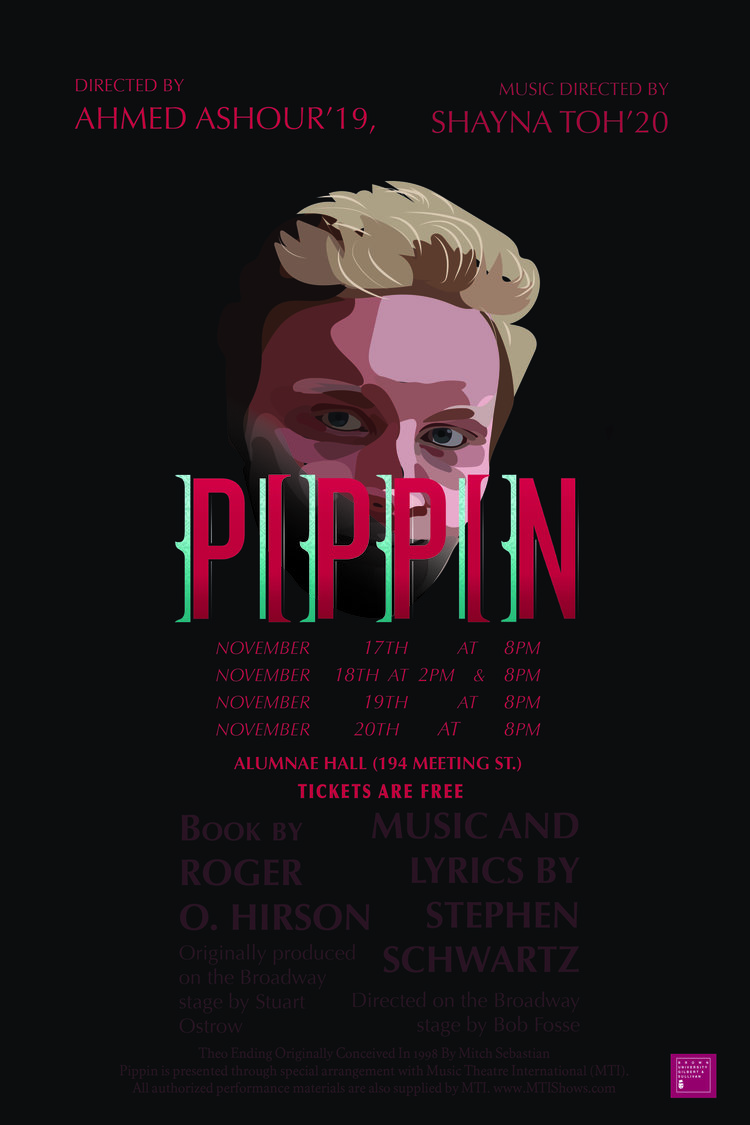 DIRECTED BY
AHMED ASHOUR'19,
MUSIC DIRECTED BY
SHAYNA TOH'20
PIPPIN
NOVEMBER 17TH AT 8PM
NOVEMBER 18TH AT 2PM & 8PM
NOVEMBER 19TH AT 8PM
NOVEMBER 20TH AT 8PM
ALUMNAE HALL (194 MEETING ST.)
TICKETS ARE FREE
BOOK BY
ROGER
O. HIRSON
Originally produced
on the Broadway
stage by Stuart
Ostrow
MUSIC AND
LYRICS BY
STEPHEN
SCHWARTZ
Directed on the Broadway
stage by Bob Fosse
Theo Ending Originally Conceived In 1998 By Mitch Sebastian
Pippin is presented through special arrangement with Music Theatre International (MTI).
All authorized performance materials are also supplied by MTI. www.MTIShows.com
BROWN
UNIVERSITY
GILBERT &
SULLIVAN